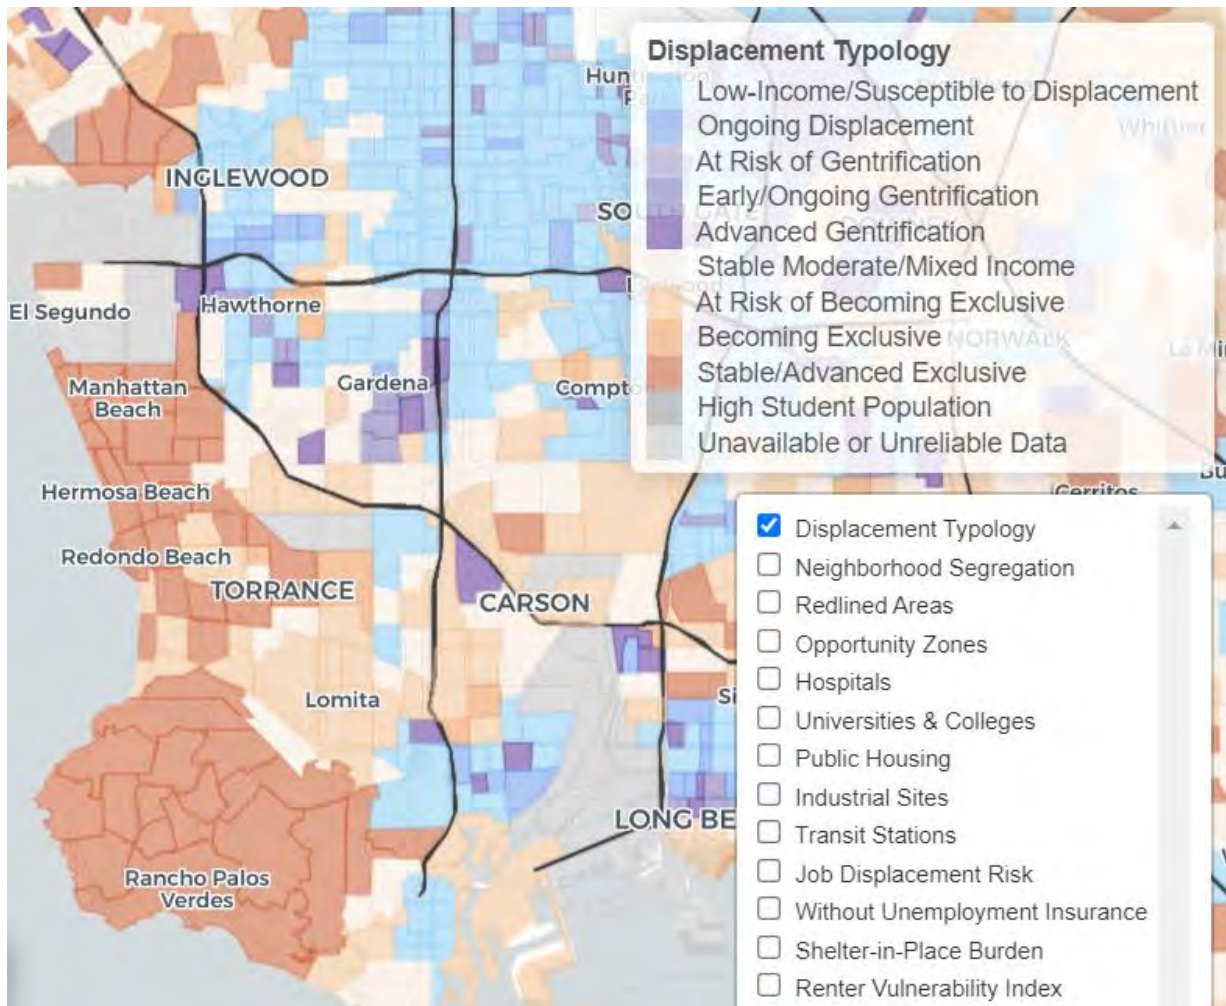 Displacement Typology
Low-Income/Susceptible to Displacement
Ongoing Displacement
At Risk of Gentrification
Early/Ongoing Gentrification
Advanced Gentrification
Stable Moderate/Mixed Income
At Risk of Becoming Exclusive
Becoming Exclusive
Stable/Advanced Exclusive
High Student Population
Unavailable or Unreliable Data
Whittier
INGLEWOOD
El Segundo
Hawthorne
NORWALK
Manhattan
Beach
Gardena
Compto
Hermosa Beach
Cerritos
Redondo Beach
TORRANCE
CARSON
Lomita
LONG BE
Rancho Palos
Verdes
Displacement Typology
Neighborhood Segregation
Redlined Areas
Opportunity Zones
Hospitals
Universities & Colleges
Public Housing
Industrial Sites
Transit Stations
Job Displacement Risk
Without Unemployment Insurance
Shelter-in-Place Burden
Renter Vulnerability Index